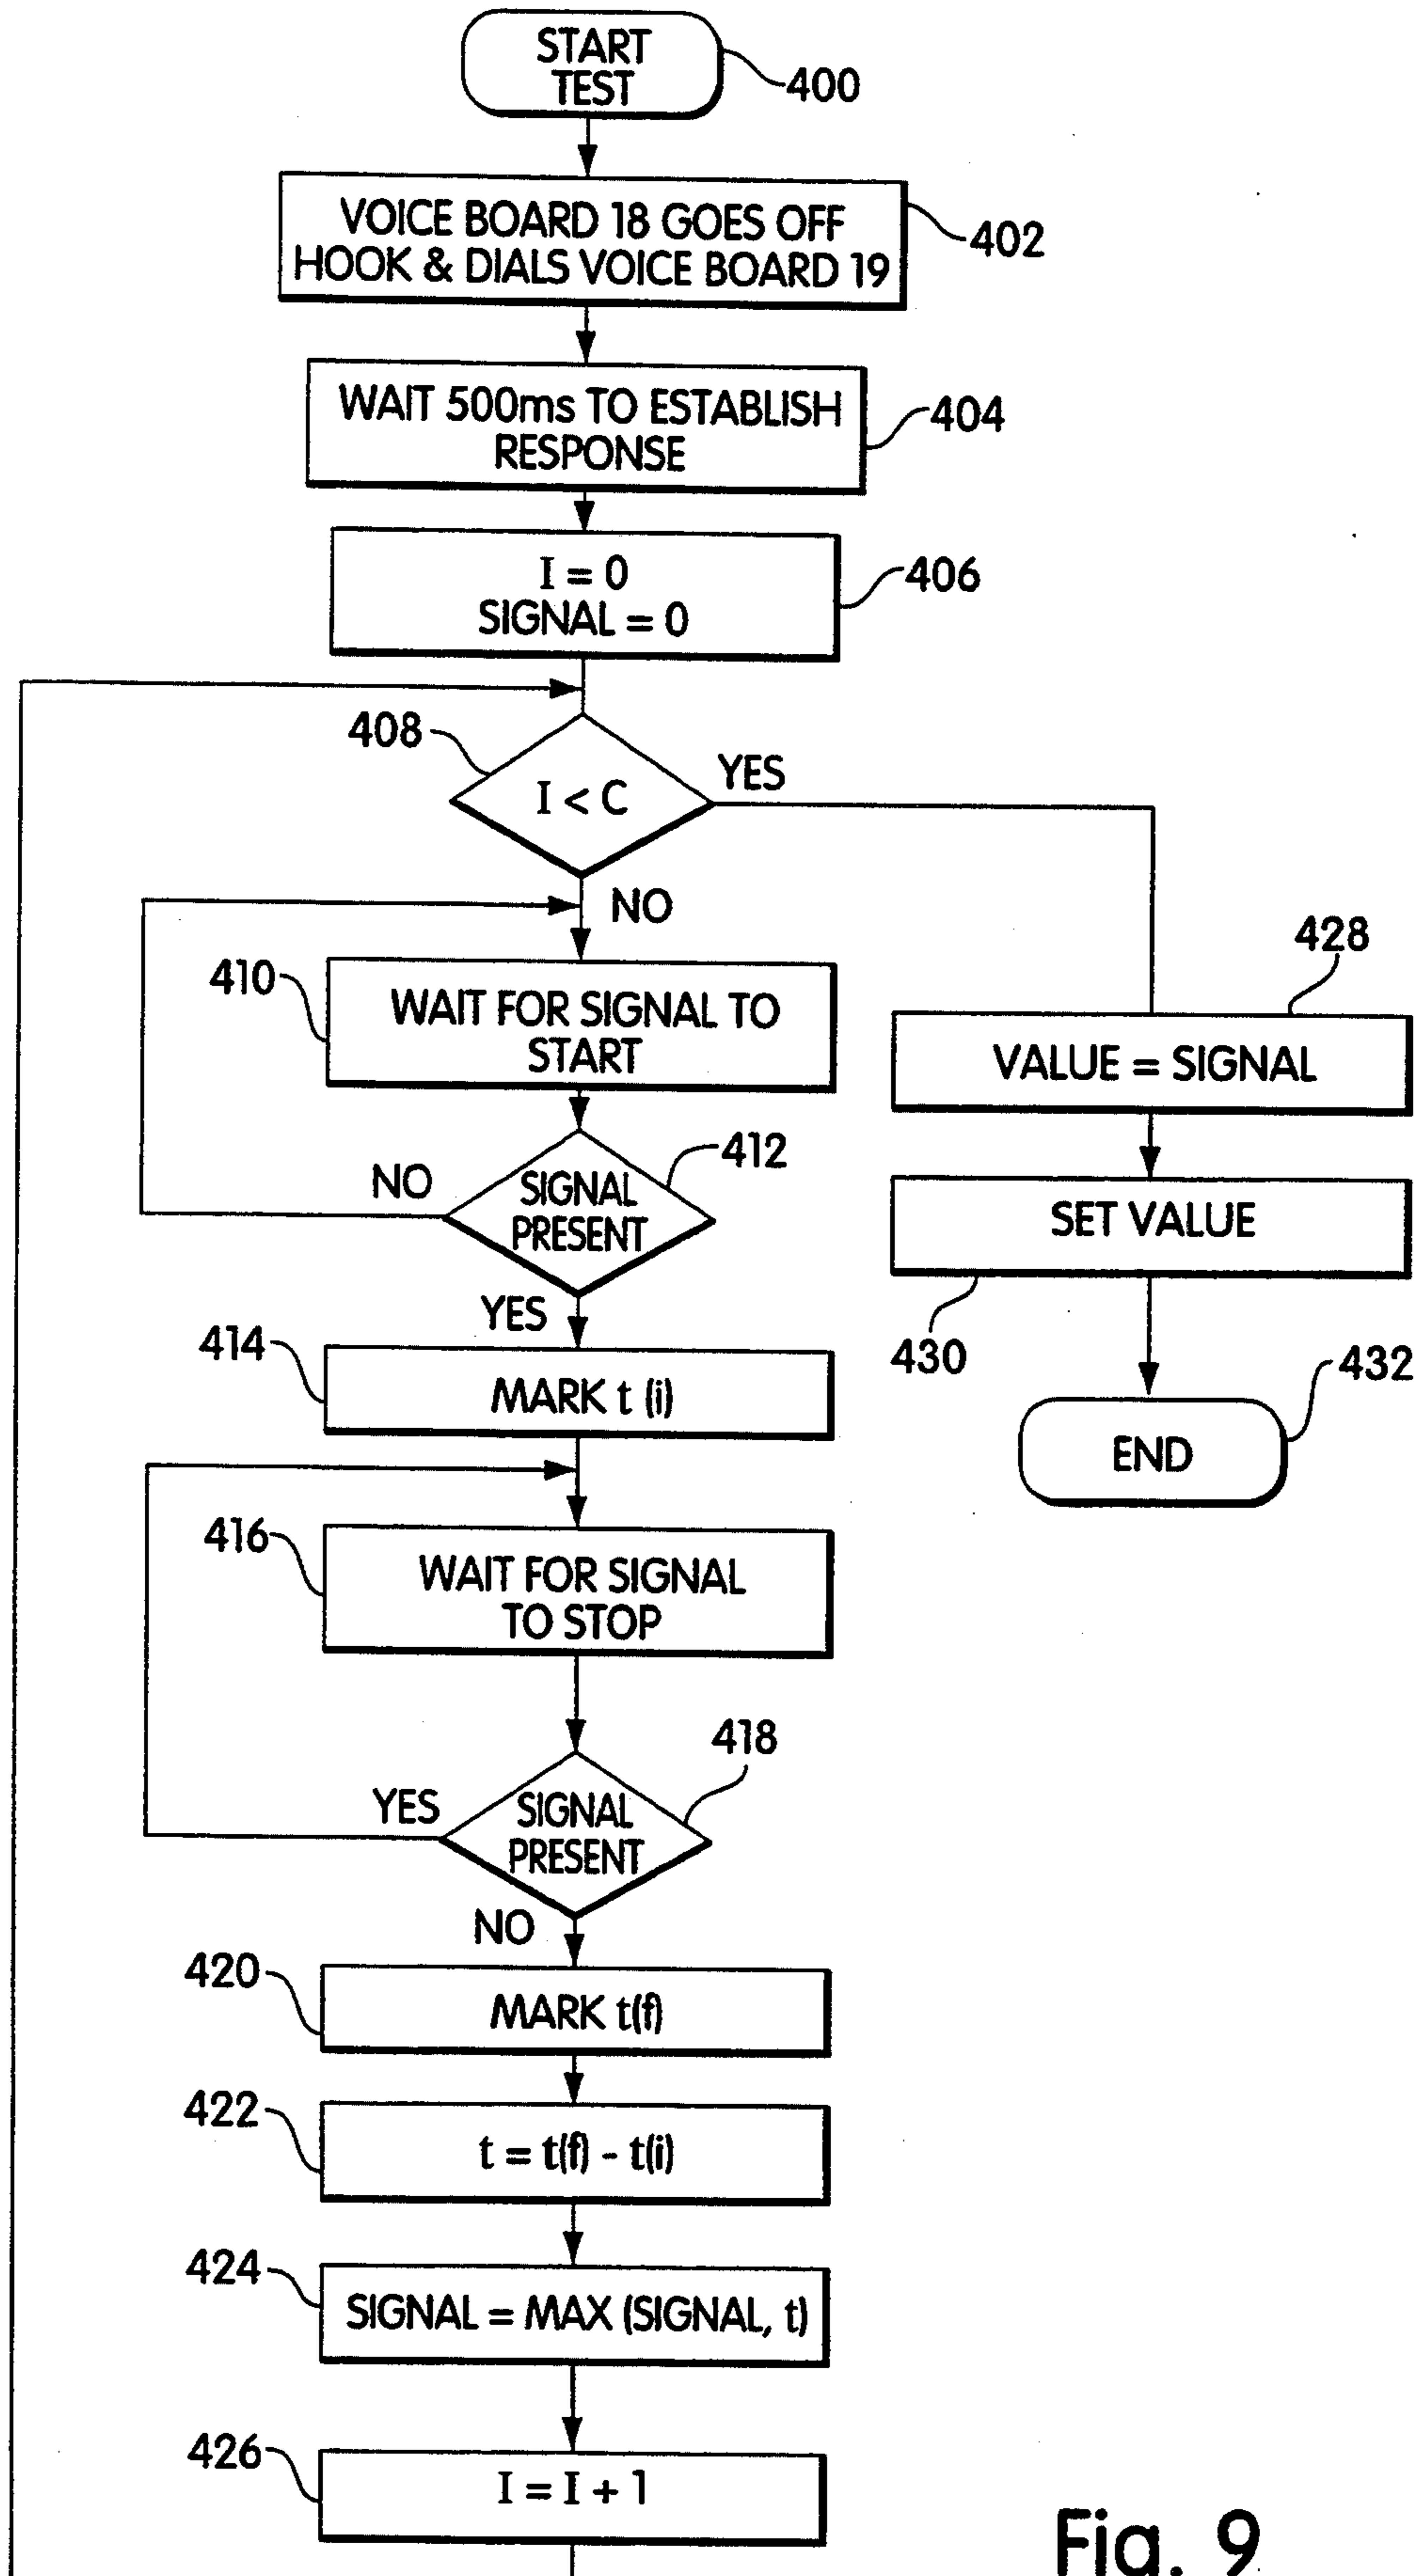 START
TEST
400
VOICE BOARD 18 GOES OFF
HOOK & DIALS VOICE BOARD 19
402
WAIT 500ms TO ESTABLISH
RESPONSE
404
I = 0
SIGNAL = 0
406
408
I < C
YES
NO
410
WAIT FOR SIGNAL TO
START
412
SIGNAL
PRESENT
NO
YES
414
MARK t (i)
416
WAIT FOR SIGNAL
TO STOP
418
SIGNAL
PRESENT
YES
NO
420
MARK t(f)
422
t = t(f) - t(i)
424
SIGNAL = MAX (SIGNAL, t)
426
I = I + 1
428
VALUE = SIGNAL
SET VALUE
430
432
END
Fig. 9